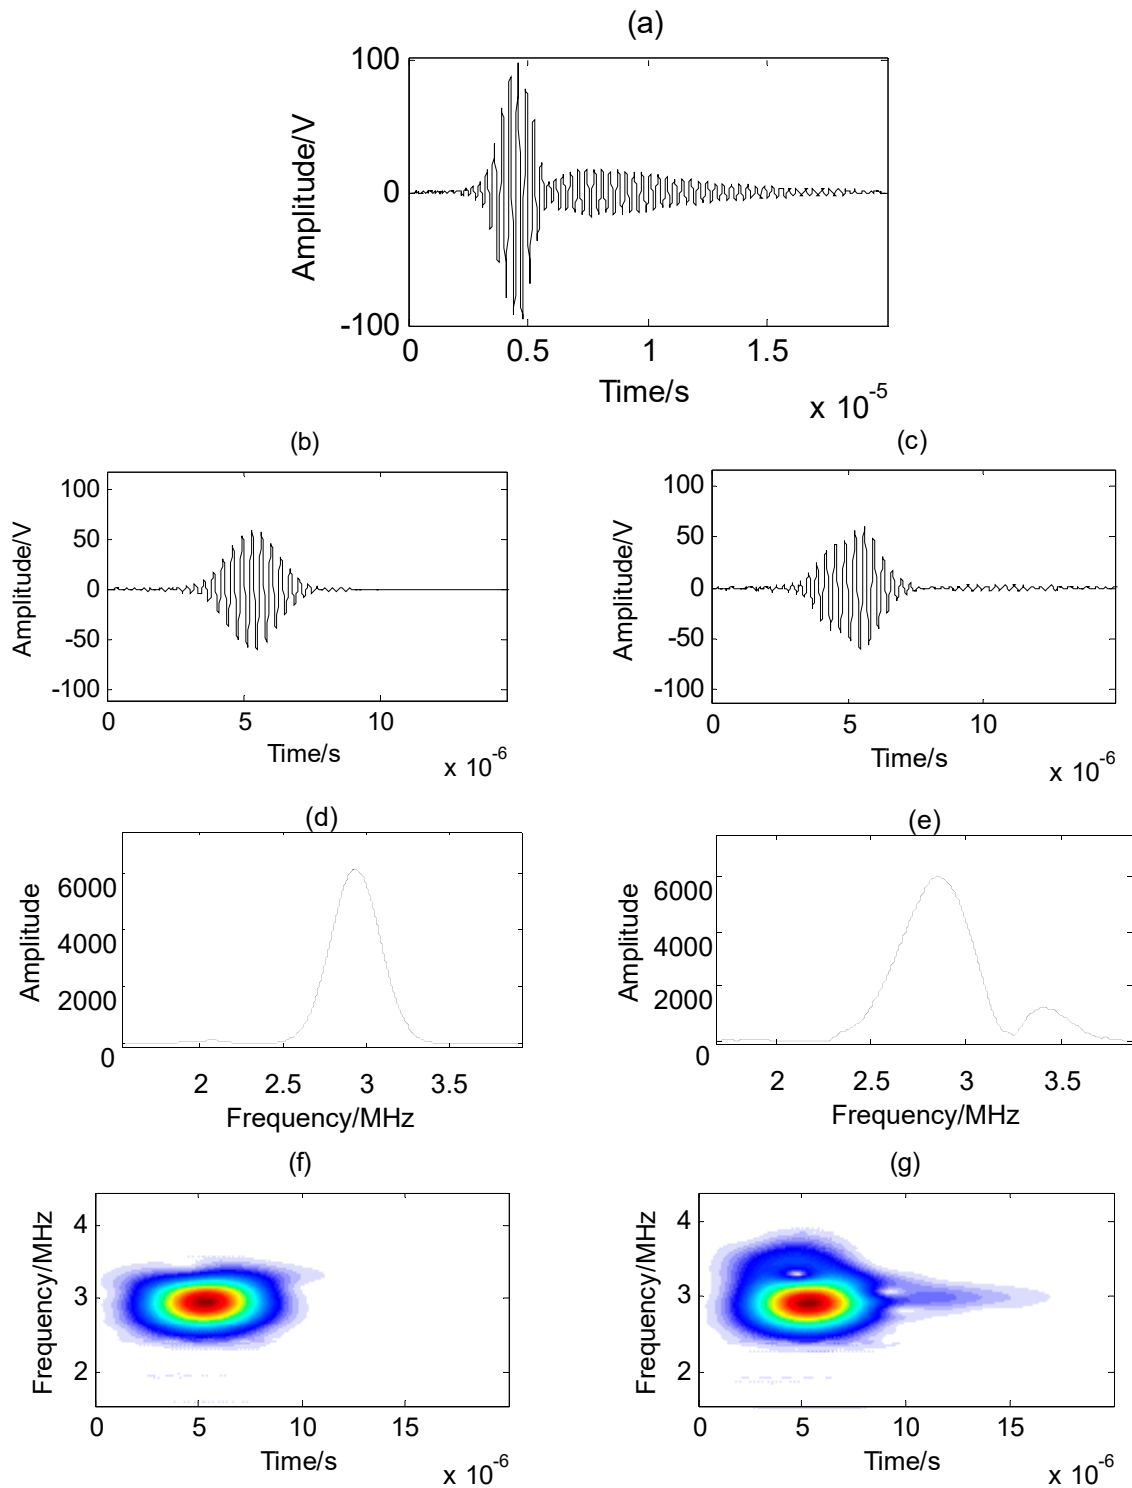 (a)
Amplitude/V
100
0
-100
0 0.5 1 1.5
Time/s
x 10^-5
(b)
Amplitude/V
100
50
0
-50
-100
0 5 10
Time/s
x 10^-6
(c)
Amplitude/V
100
50
0
-50
-100
0 5 10
Time/s
x 10^-6
(d)
Amplitude
6000
4000
2000
0
2 2.5 3 3.5
Frequency/MHz
(e)
Amplitude
6000
4000
2000
0
2 2.5 3 3.5
Frequency/MHz
(f)
Frequency/MHz
4
3
2
0 5 10 15
Time/s
x 10^-6
(g)
Frequency/MHz
4
3
2
0 5 10 15
Time/s
x 10^-6